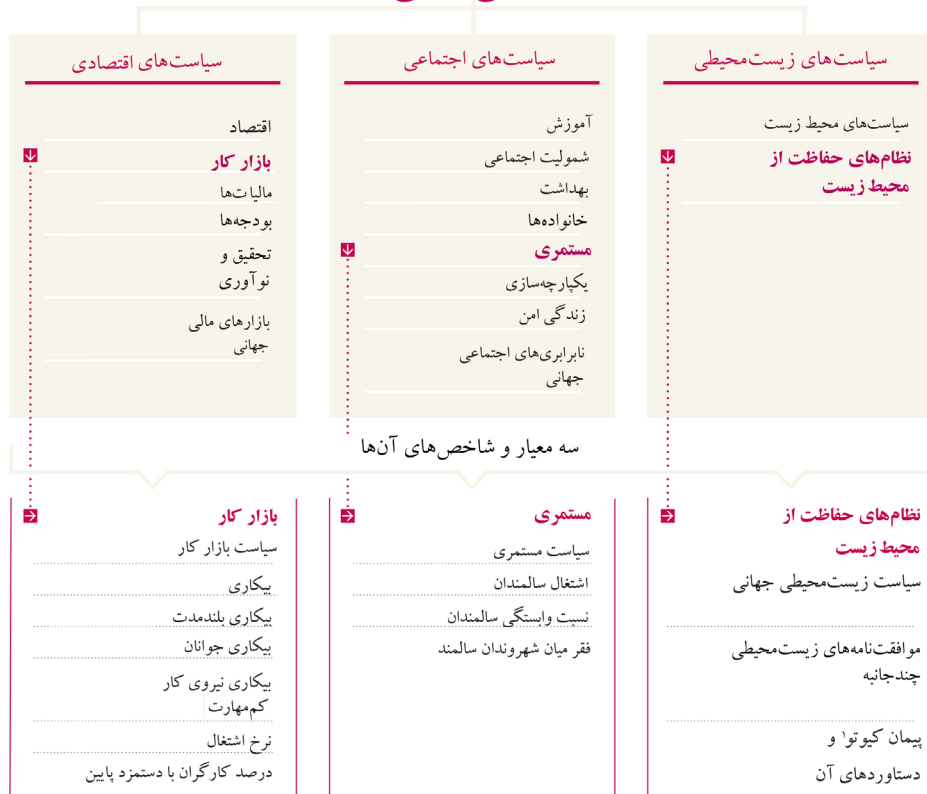 سیاست‌های زیست‌محیطی
سیاست‌های محیط زیست
نظام‌های حفاظت از
محیط زیست
سیاست‌های اجتماعی
آموزش
شمولیت اجتماعی
بهداشت
خانواده‌ها
مستمری
یکپارچه‌سازی
زندگی امن
نابرابری‌های اجتماعی
جهانی
سیاست‌های اقتصادی
اقتصاد
بازار کار
مالیات‌ها
بودجه‌ها
تحقیق و
نوآوری
بازارهای مالی
جهانی
سه معیار و شاخص‌های آن‌ها
نظام‌های حفاظت از
محیط زیست
سیاست زیست‌محیطی جهانی
موافقت‌نامه‌های زیست‌محیطی
چندجانبه
پیمان کیوتو۱ و
دستاوردهای آن
مستمری
سیاست مستمری
اشتغال سالمندان
نسبت وابستگی سالمندان
فقر میان شهروندان سالمند
بازار کار
سیاست بازار کار
بیکاری
بیکاری بلندمدت
بیکاری جوانان
بیکاری نیروی کار
کم‌مهارت
نرخ اشتغال
درصد کارگران با دستمزد پایین